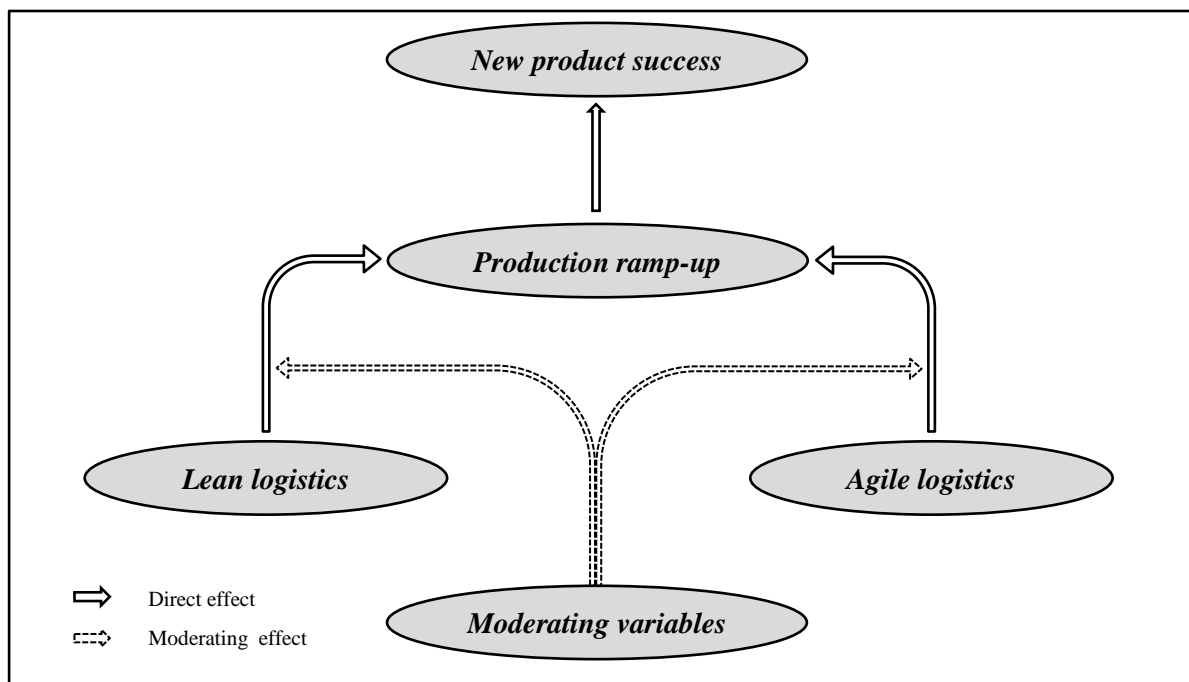 New product success
Production ramp-up
Lean logistics
Agile logistics
Direct effect
Moderating variables
Moderating effect